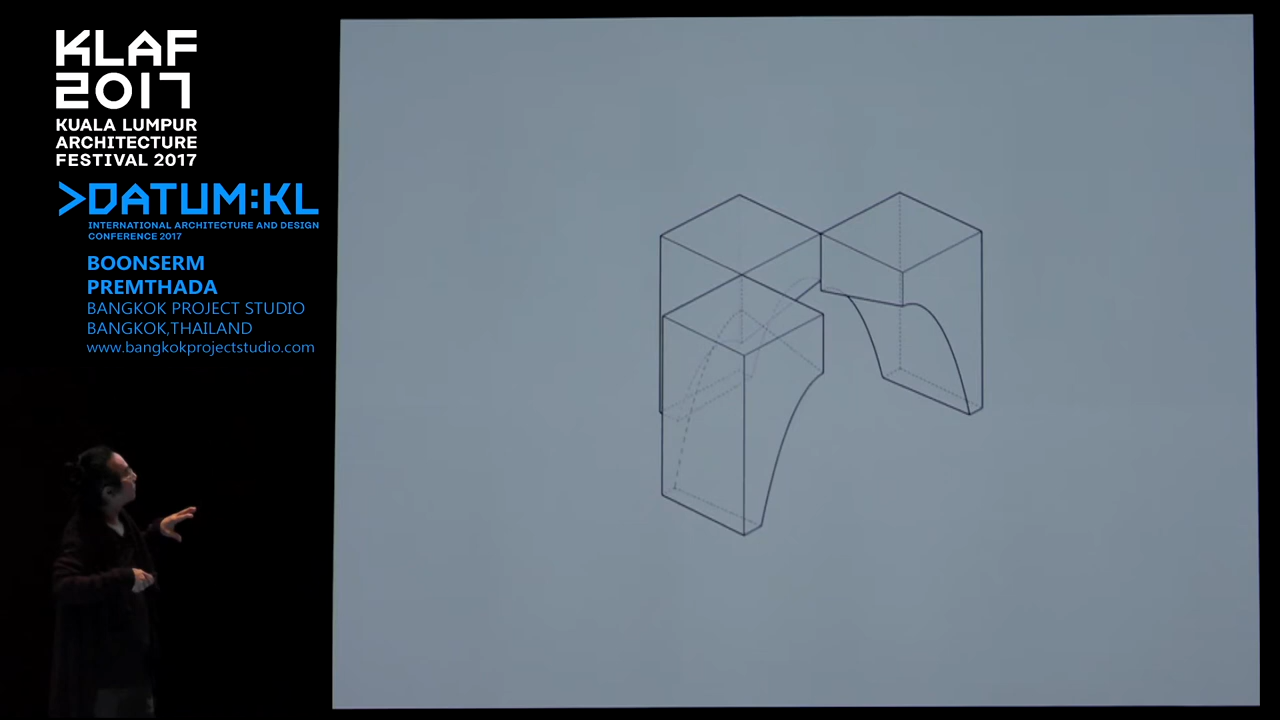 KLAF
2017
KUALA LUMPUR
ARCHITECTURE
FESTIVAL 2017
>DATUM:KL
INTERNATIONAL ARCHITECTURE AND DESIGN
CONFERENCE 2017
BOONSERM
PREMTHADA
BANGKOK PROJECT STUDIO
BANGKOK,THAILAND
www.bangkokprojectstudio.com